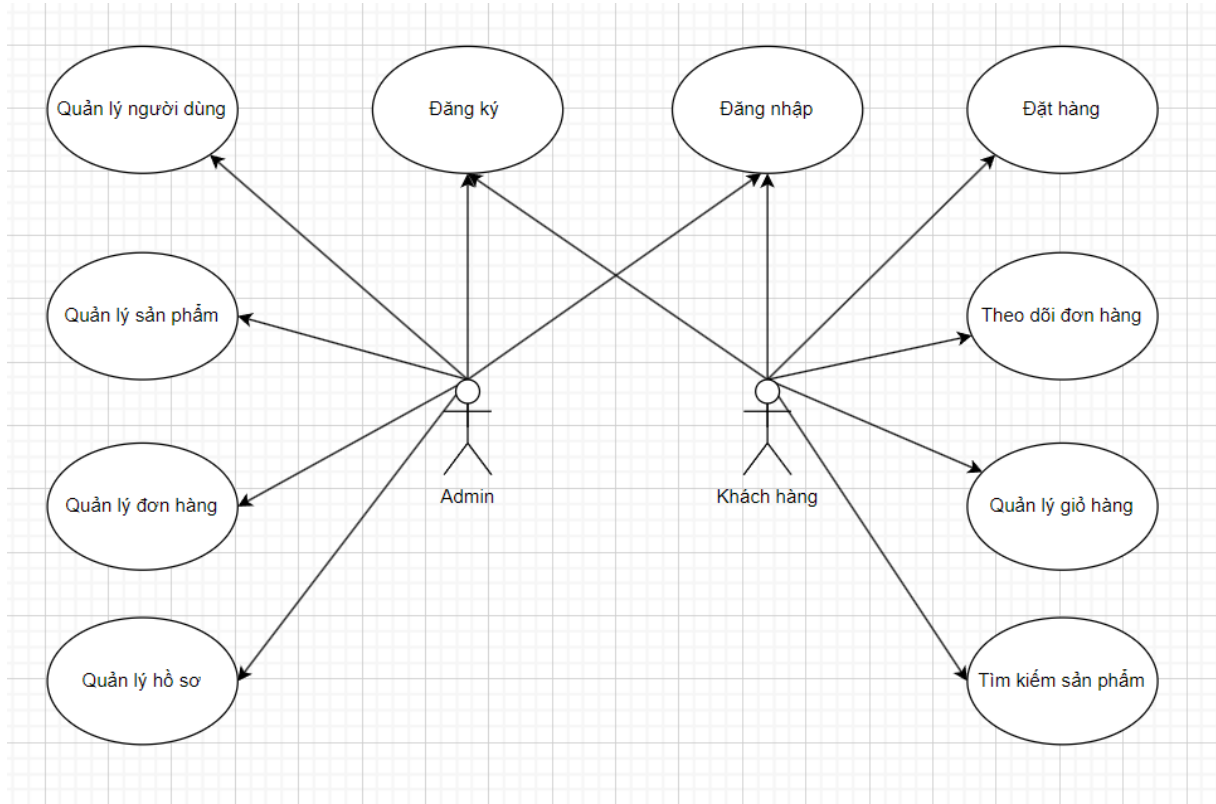 Quản lý người dùng
Đăng ký
Đăng nhập
Đặt hàng
Quản lý sản phẩm
Theo dõi đơn hàng
Admin
Khách hàng
Quản lý đơn hàng
Quản lý giỏ hàng
Quản lý hồ sơ
Tìm kiếm sản phẩm